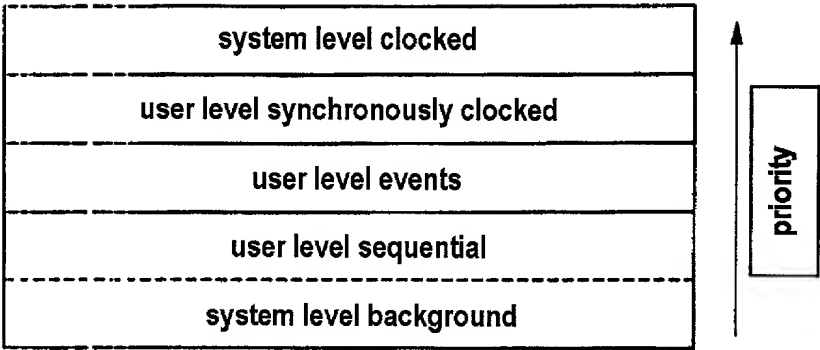 system level clocked
user level synchronously clocked
user level events
user level sequential
system level background
priority